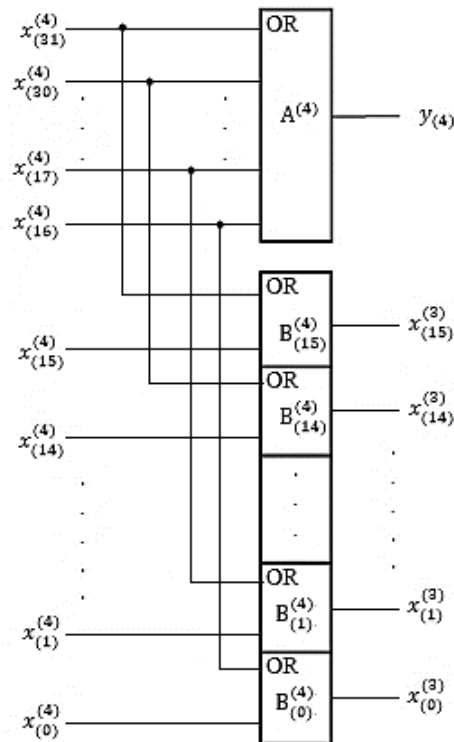 x₍₃₁₎⁽⁴⁾ OR
x₍₃₀₎⁽⁴⁾
A⁽⁴⁾ y₍₄₎
x₍₁₇₎⁽⁴⁾
x₍₁₆₎⁽⁴⁾
OR
B₍₁₅₎⁽⁴⁾ x₍₁₅₎⁽³⁾
x₍₁₅₎⁽⁴⁾
OR
B₍₁₄₎⁽⁴⁾ x₍₁₄₎⁽³⁾
x₍₁₄₎⁽⁴⁾
OR
B₍₁₎⁽⁴⁾ x₍₁₎⁽³⁾
x₍₁₎⁽⁴⁾
OR
B₍₀₎⁽⁴⁾ x₍₀₎⁽³⁾
x₍₀₎⁽⁴⁾